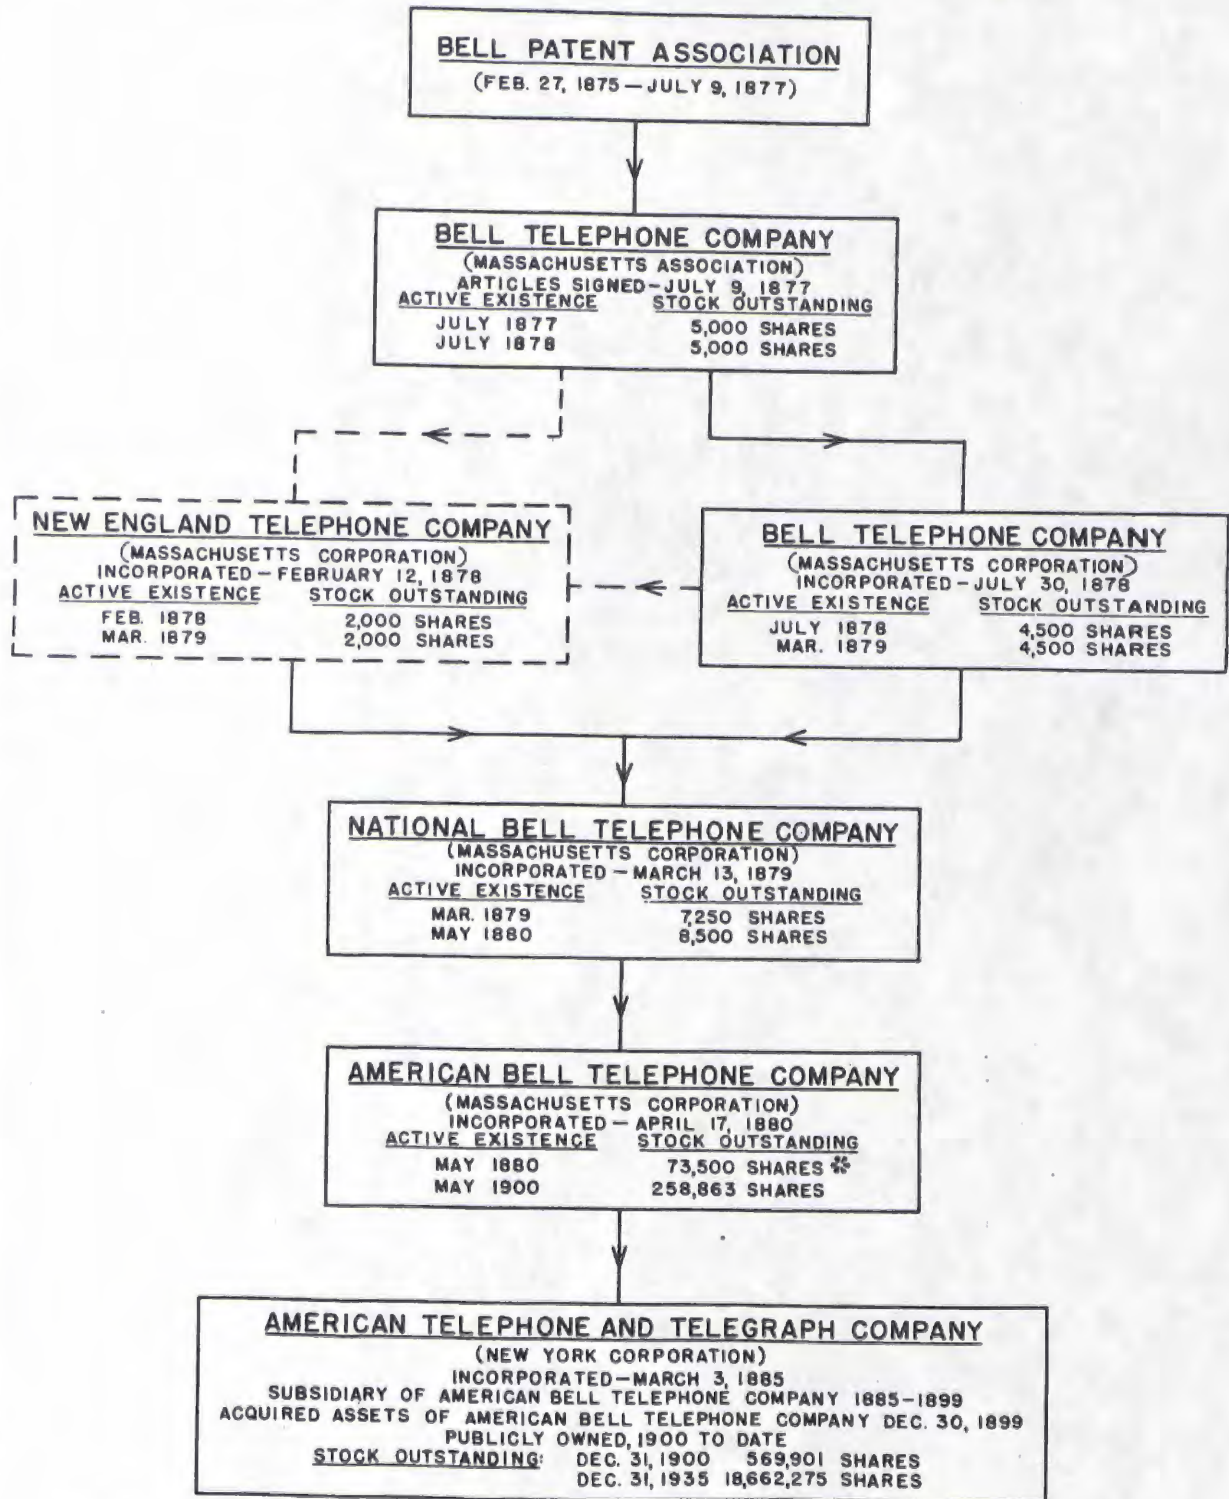 BELL PATENT ASSOCIATION
(FEB. 27, 1875 — JULY 9, 1877)
BELL TELEPHONE COMPANY
(MASSACHUSETTS ASSOCIATION)
ARTICLES SIGNED—JULY 9, 1877
ACTIVE EXISTENCE STOCK OUTSTANDING
JULY 1877 5,000 SHARES
JULY 1878 5,000 SHARES
NEW ENGLAND TELEPHONE COMPANY
(MASSACHUSETTS CORPORATION)
INCORPORATED — FEBRUARY 12, 1878
ACTIVE EXISTENCE STOCK OUTSTANDING
FEB. 1878 2,000 SHARES
MAR. 1879 2,000 SHARES
BELL TELEPHONE COMPANY
(MASSACHUSETTS CORPORATION)
INCORPORATED — JULY 30, 1878
ACTIVE EXISTENCE STOCK OUTSTANDING
JULY 1878 4,500 SHARES
MAR. 1879 4,500 SHARES
NATIONAL BELL TELEPHONE COMPANY
(MASSACHUSETTS CORPORATION)
INCORPORATED — MARCH 13, 1879
ACTIVE EXISTENCE STOCK OUTSTANDING
MAR. 1879 7,250 SHARES
MAY 1880 8,500 SHARES
AMERICAN BELL TELEPHONE COMPANY
(MASSACHUSETTS CORPORATION)
INCORPORATED — APRIL 17, 1880
ACTIVE EXISTENCE STOCK OUTSTANDING
MAY 1880 73,500 SHARES *
MAY 1900 258,863 SHARES
AMERICAN TELEPHONE AND TELEGRAPH COMPANY
(NEW YORK CORPORATION)
INCORPORATED—MARCH 3, 1885
SUBSIDIARY OF AMERICAN BELL TELEPHONE COMPANY 1885-1899
ACQUIRED ASSETS OF AMERICAN BELL TELEPHONE COMPANY DEC. 30, 1899
PUBLICLY OWNED, 1900 TO DATE
STOCK OUTSTANDING: DEC. 31, 1900 569,901 SHARES
DEC. 31, 1935 18,662,275 SHARES